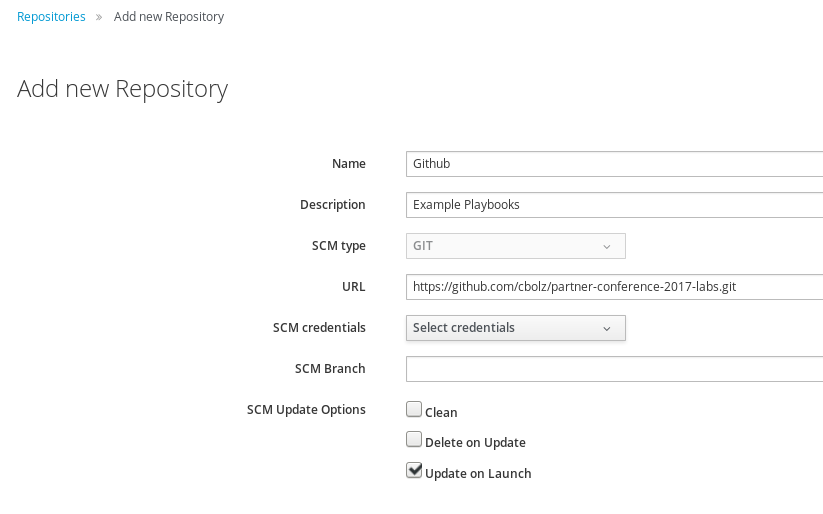 Repositories » Add new Repository
Add new Repository
Name Github
Description Example Playbooks
SCM type GIT
URL https://github.com/cbolz/partner-conference-2017-labs.git
SCM credentials Select credentials
SCM Branch
SCM Update Options Clean
Delete on Update
Update on Launch